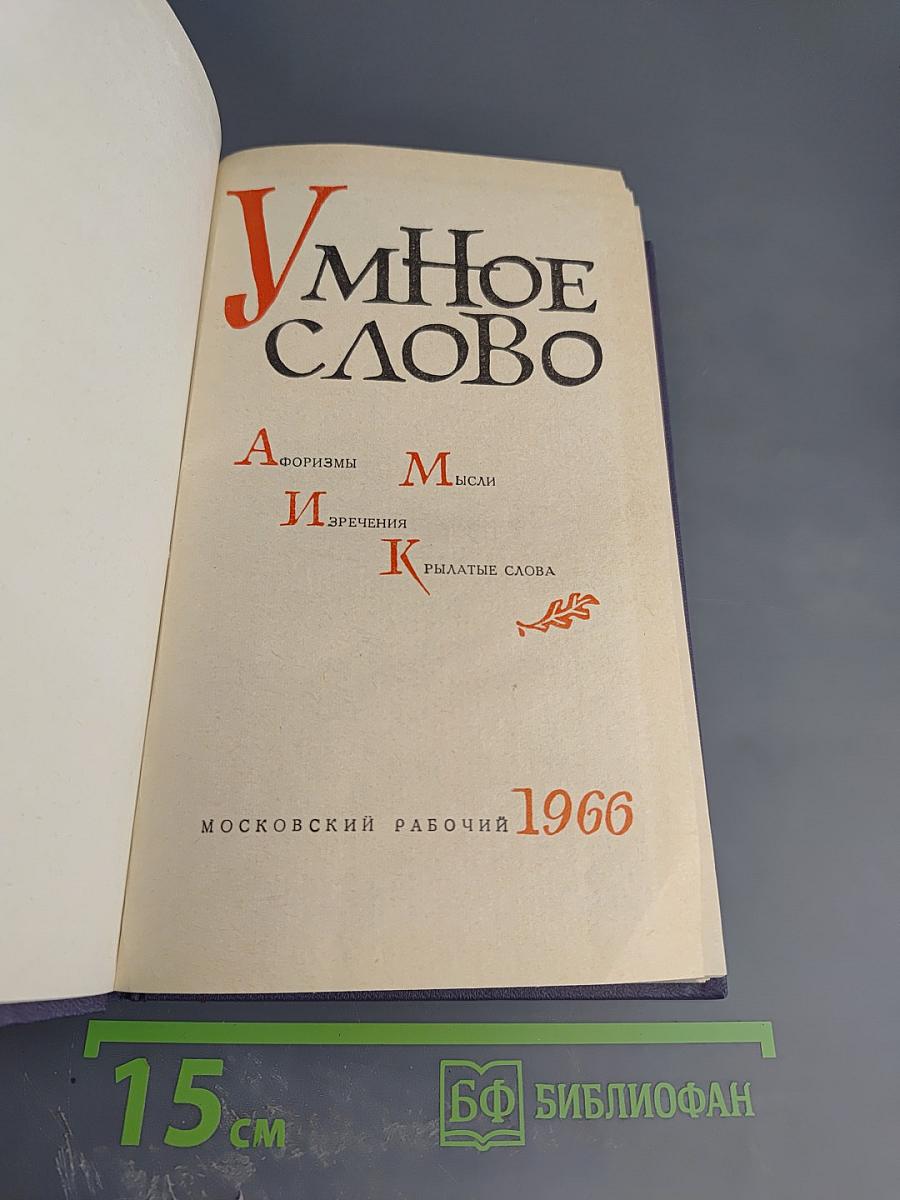 Умное
слово
Афоризмы Мысли
Изречения
Крылатые слова
МОСКОВСКИЙ РАБОЧИЙ 1966
15 см БФ БИБЛИОФАН